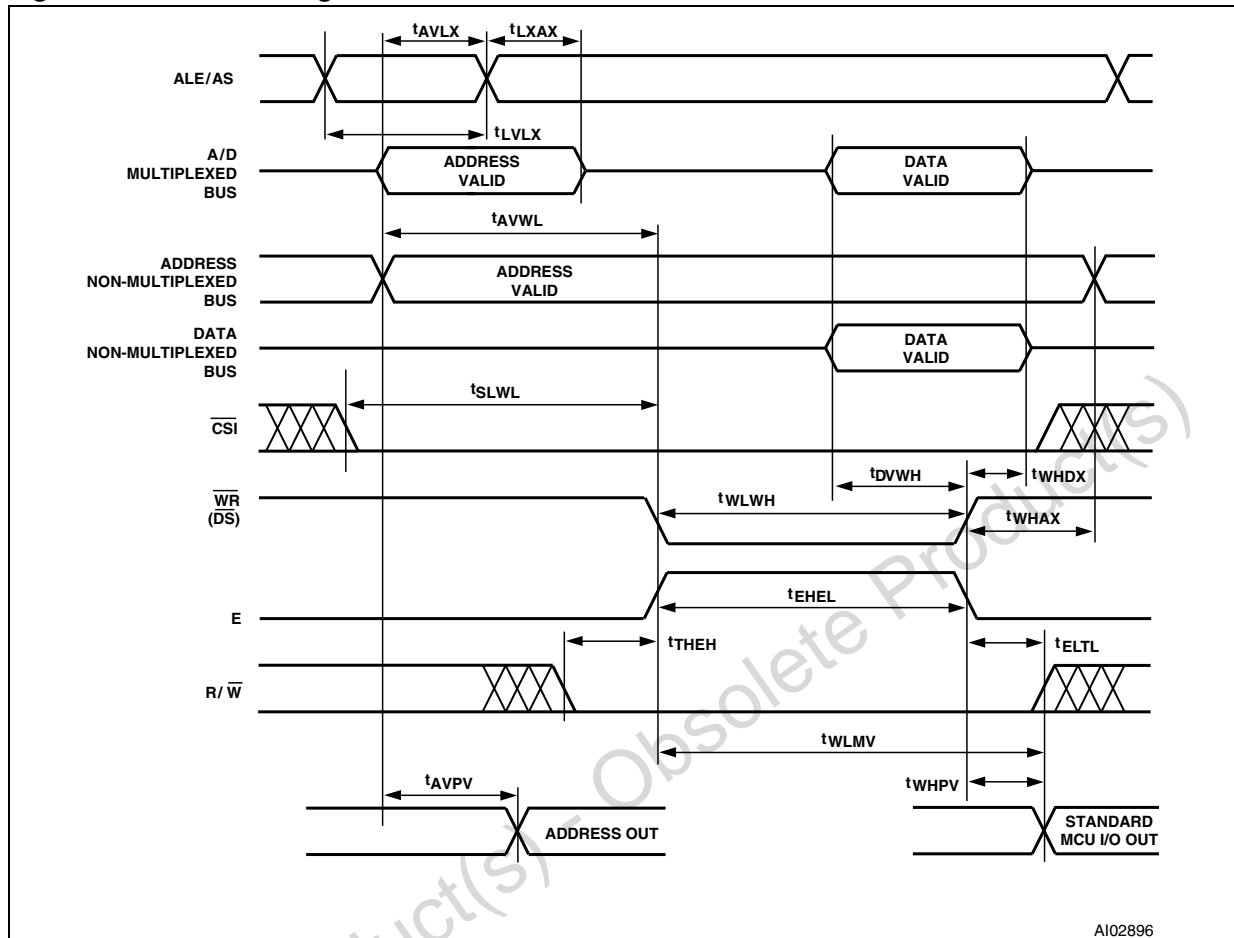 tAVLX
tLXAX
ALE/AS
tLVLX
A/D
MULTIPLEXED
BUS
ADDRESS
VALID
DATA
VALID
tAVWL
ADDRESS
NON-MULTIPLEXED
BUS
ADDRESS
VALID
DATA
NON-MULTIPLEXED
BUS
DATA
VALID
tSLWL
CSI
tDVWH
tWHDX
WR
(DS)
tWLWH
tWHAX
E
tEHEL
tTHEH
tELTL
R/ W
tWLMV
tAVPV
tWHPV
ADDRESS OUT
STANDARD
MCU I/O OUT
AI02896
uct(s) - Obsolete Product(s)